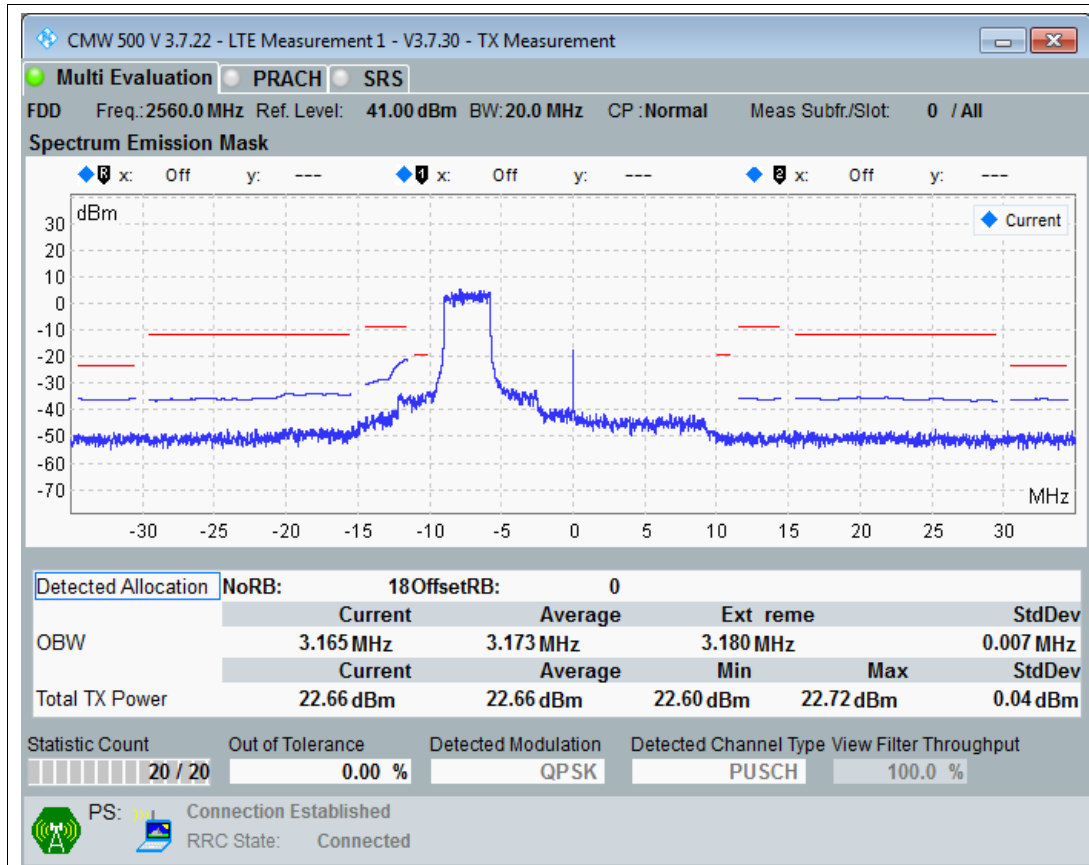 CMW 500 V 3.7.22 - LTE Measurement 1 - V3.7.30 - TX Measurement
Multi Evaluation PRACH SRS
FDD Freq.: 2560.0 MHz Ref. Level: 41.00 dBm BW: 20.0 MHz CP : Normal Meas Subfr./Slot: 0 / All
Spectrum Emission Mask
R x: Off y: --- 1 x: Off y: --- 2 x: Off y: ---
dBm
Current
30
20
10
0
-10
-20
-30
-40
-50
-60
-70
MHz
-30 -25 -20 -15 -10 -5 0 5 10 15 20 25 30
Detected Allocation NoRB: 18 OffsetRB: 0
Current Average Ext reme StdDev
OBW 3.165 MHz 3.173 MHz 3.180 MHz 0.007 MHz
Current Average Min Max StdDev
Total TX Power 22.66 dBm 22.66 dBm 22.60 dBm 22.72 dBm 0.04 dBm
Statistic Count Out of Tolerance Detected Modulation Detected Channel Type View Filter Throughput
20 / 20 0.00 % QPSK PUSCH 100.0 %
PS: Connection Established
RRC State: Connected